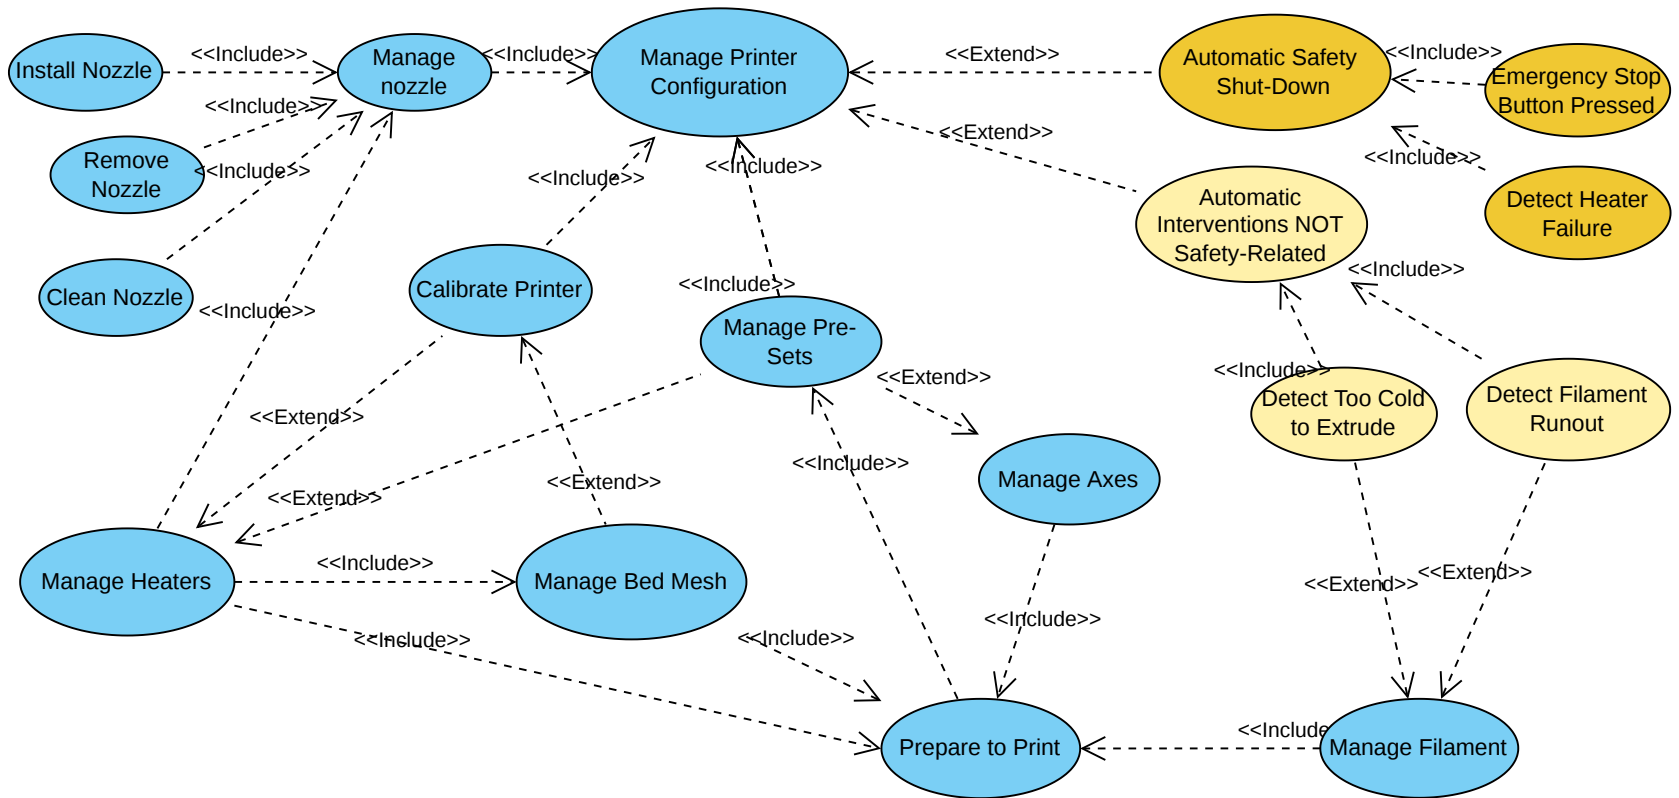 <<Include>>
<<Include>>
<<Extend>>
<<Include>>
Install Nozzle
Manage
nozzle
Manage Printer
Configuration
Automatic Safety
Shut-Down
Emergency Stop
Button Pressed
<<Include>>
<<Extend>>
<<Include>>
Remove
Nozzle
<<Include>>
<<Include>>
<<Include>>
Automatic
Interventions NOT
Safety-Related
Detect Heater
Failure
<<Include>>
Clean Nozzle
<<Include>>
Calibrate Printer
<<Include>>
Manage Pre-
Sets
<<Extend>>
<<Include>>
Detect Too Cold
to Extrude
Detect Filament
Runout
<<Extend>>
<<Include>>
Manage Axes
<<Extend>>
<<Extend>>
Manage Heaters
<<Include>>
Manage Bed Mesh
<<Extend>>
<<Extend>>
<<Include>>
<<Include>>
<<Include>>
Prepare to Print
<<Include
Manage Filament